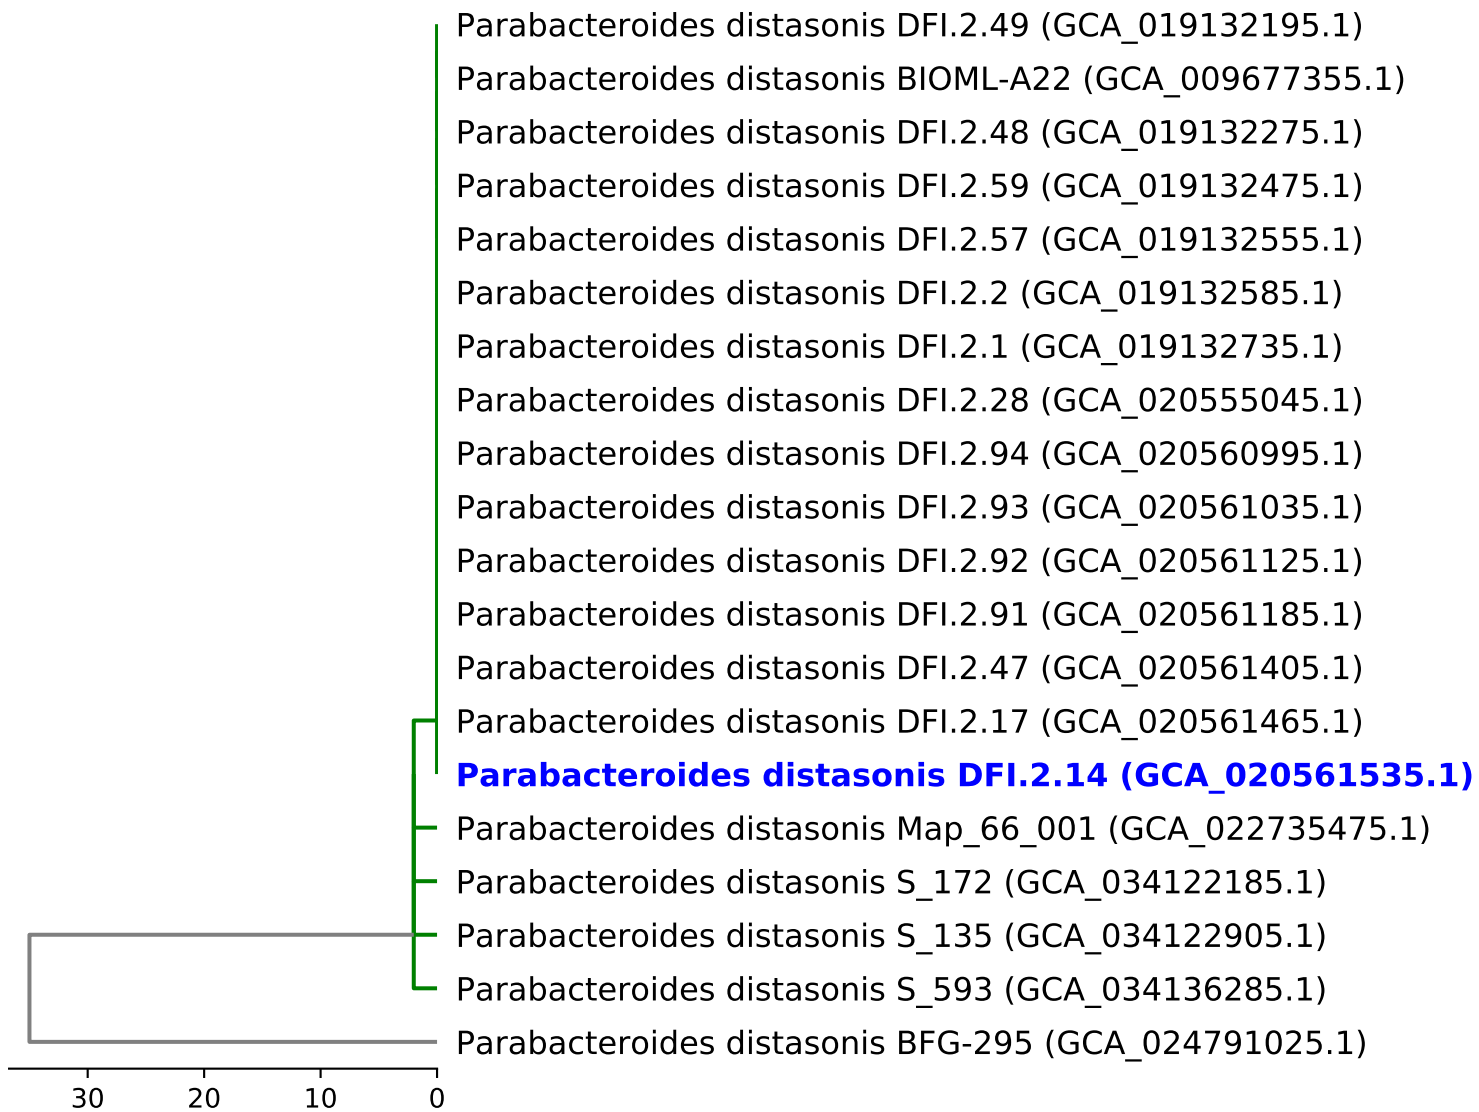 Parabacteroides distasonis DFI.2.49 (GCA_019132195.1)
Parabacteroides distasonis BIOML-A22 (GCA_009677355.1)
Parabacteroides distasonis DFI.2.48 (GCA_019132275.1)
Parabacteroides distasonis DFI.2.59 (GCA_019132475.1)
Parabacteroides distasonis DFI.2.57 (GCA_019132555.1)
Parabacteroides distasonis DFI.2.2 (GCA_019132585.1)
Parabacteroides distasonis DFI.2.1 (GCA_019132735.1)
Parabacteroides distasonis DFI.2.28 (GCA_020555045.1)
Parabacteroides distasonis DFI.2.94 (GCA_020560995.1)
Parabacteroides distasonis DFI.2.93 (GCA_020561035.1)
Parabacteroides distasonis DFI.2.92 (GCA_020561125.1)
Parabacteroides distasonis DFI.2.91 (GCA_020561185.1)
Parabacteroides distasonis DFI.2.47 (GCA_020561405.1)
Parabacteroides distasonis DFI.2.17 (GCA_020561465.1)
Parabacteroides distasonis DFI.2.14 (GCA_020561535.1)
Parabacteroides distasonis Map_66_001 (GCA_022735475.1)
Parabacteroides distasonis S_172 (GCA_034122185.1)
Parabacteroides distasonis S_135 (GCA_034122905.1)
Parabacteroides distasonis S_593 (GCA_034136285.1)
Parabacteroides distasonis BFG-295 (GCA_024791025.1)
30 20 10 0